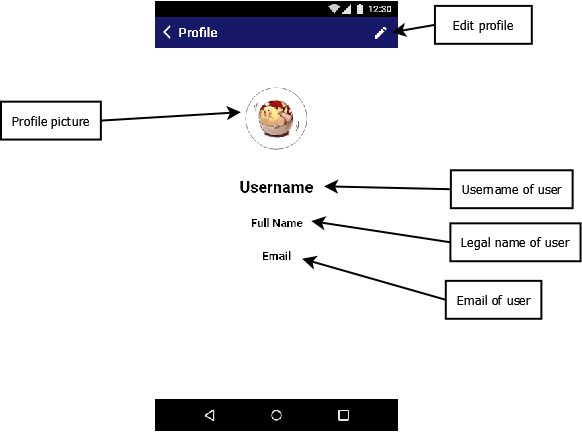 12:30
Profile
Edit profile
Profile picture
Username
Username of user
Full Name
Legal name of user
Email
Email of user